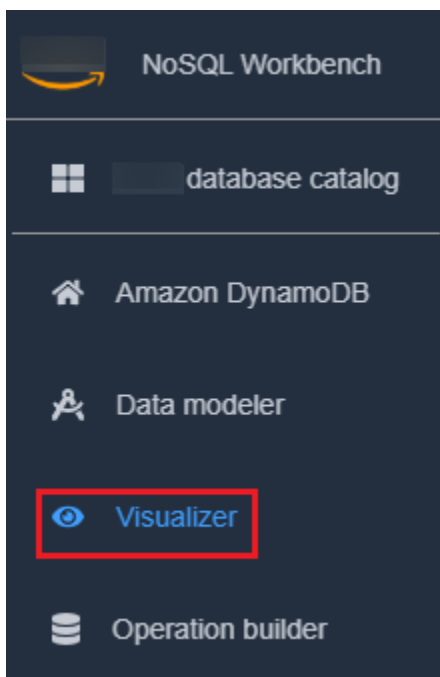 NoSQL Workbench
database catalog
Amazon DynamoDB
Data modeler
Visualizer
Operation builder